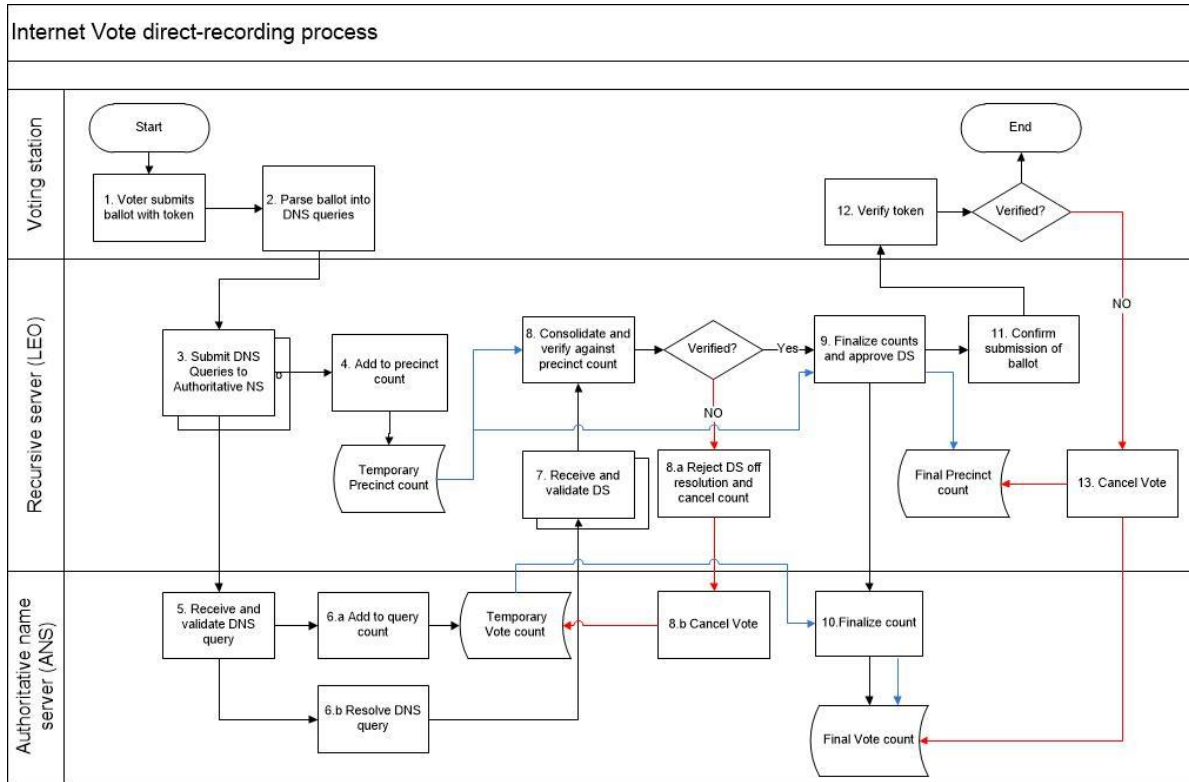 Internet Vote direct-recording process
Voting station
Start
1. Voter submits
ballot with token
2. Parse ballot into
DNS queries
12. Verify token
Verified?
End
NO
Recursive server (LEO)
3. Submit DNS
Queries to
Authoritative NS
o
4. Add to precinct
count
Temporary
Precinct count
8. Consolidate and
verify against
precinct count
Verified?
Yes
NO
7. Receive and
validate DS
8.a Reject DS off
resolution and
cancel count
9. Finalize counts
and approve DS
11. Confirm
submission of
ballot
Final Precinct
count
13. Cancel Vote
Authoritative name
server (ANS)
5. Receive and
validate DNS
query
6.a Add to query
count
6.b Resolve DNS
query
Temporary
Vote count
8.b Cancel Vote
10.Finalize count
Final Vote count